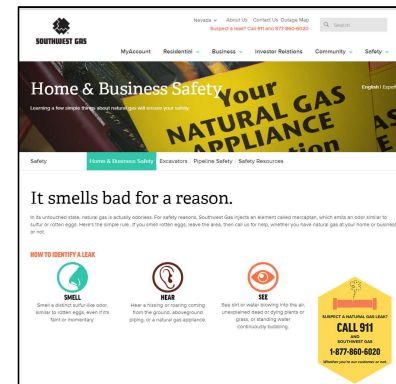 Nevada About Us Contact Us Outage Map
Suspect a leak? Call 911 and 877-860-6020
Search
SOUTHWEST GAS
MyAccount Residential Business Investor Relations Community Safety
Home & Business Safety
English | Españ
Learning a few simple things about natural gas will ensure your safety.
Your
NATURAL GAS
APPLIANCE
Safety Home & Business Safety Excavators Pipeline Safety Safety Resources
It smells bad for a reason.
In its untouched state, natural gas is actually odorless. For safety reasons, Southwest Gas injects an element called mercaptan, which emits an odor similar to
sulfur or rotten eggs. Here's the simple rule...If you smell rotten eggs, leave the area, then call us for help, whether you have natural gas at your home or business
or not.
HOW TO IDENTIFY A LEAK
SMELL
Smell a distinct sulfur-like odor,
similar to rotten eggs, even if it's
faint or momentary.
HEAR
Hear a hissing or roaring coming
from the ground, aboveground
piping, or a natural gas appliance.
SEE
See dirt or water blowing into the air,
unexplained dead or dying plants or
grass, or standing water
continuously bubbling.
SUSPECT A NATURAL GAS LEAK?
CALL 911
AND
SOUTHWEST GAS
1-877-860-6020
Whether you're our customer or not.